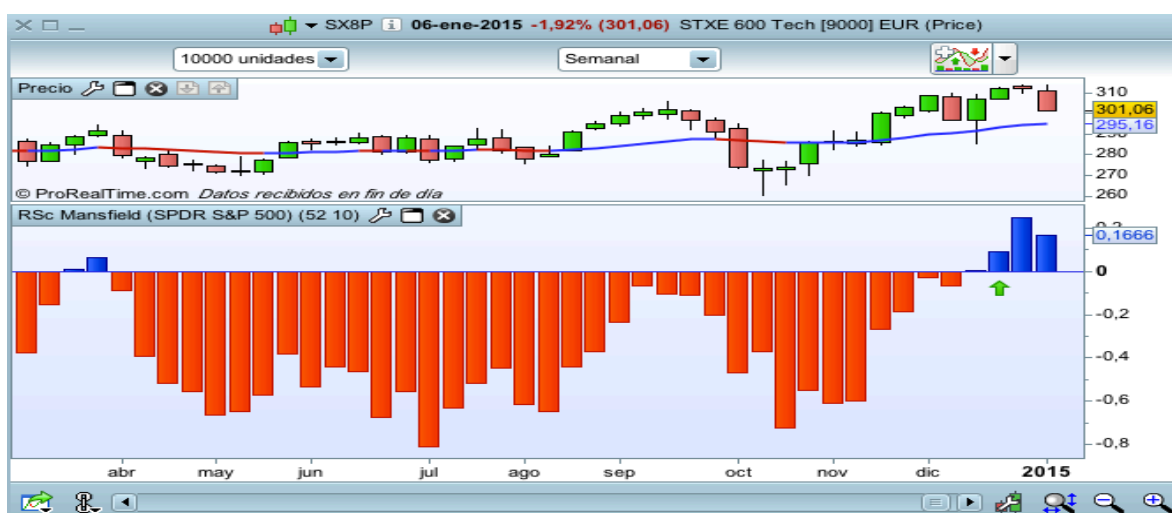 SX8P 06-ene-2015 -1,92% (301,06) STXE 600 Tech [9000] EUR (Price)
10000 unidades Semanal
Precio
310
301,06
295,16
280
270
260
© ProRealTime.com Datos recibidos en fin de día
RSc Mansfield (SPDR S&P 500) (52 10)
0,1666
0
-0,2
-0,4
-0,6
-0,8
abr may jun jul ago sep oct nov dic 2015